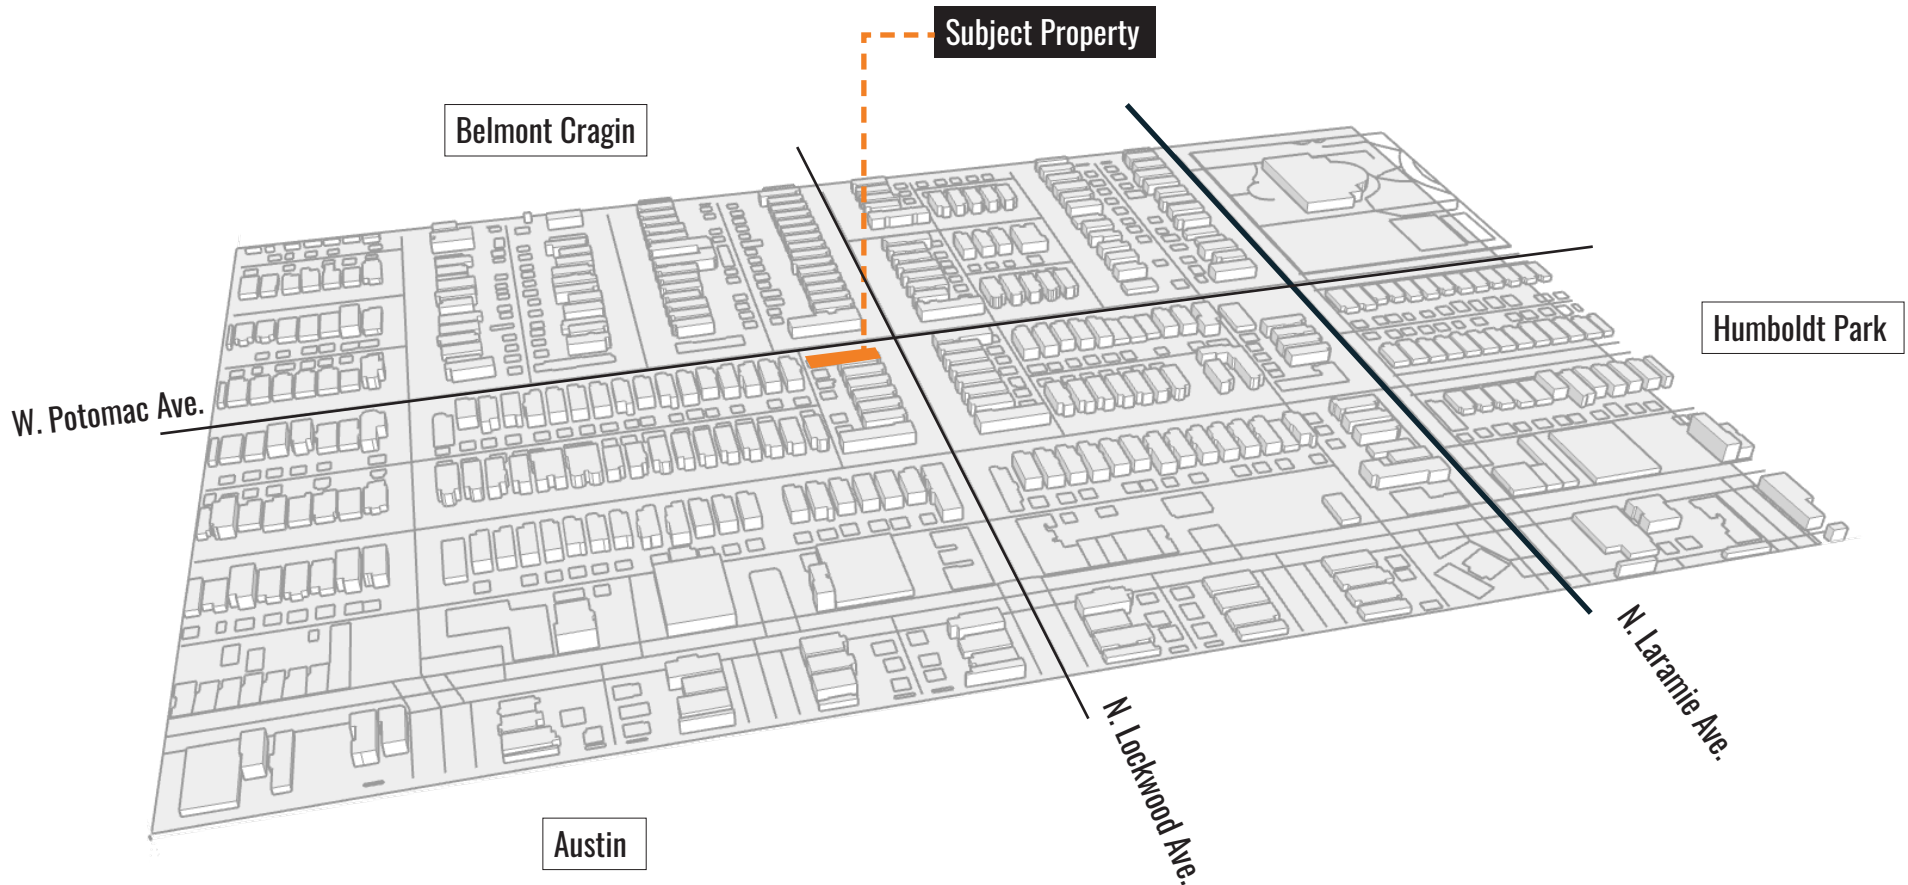 Subject Property
Belmont Cragin
Humboldt Park
W. Potomac Ave.
N. Laramie Ave.
N. Lockwood Ave.
Austin